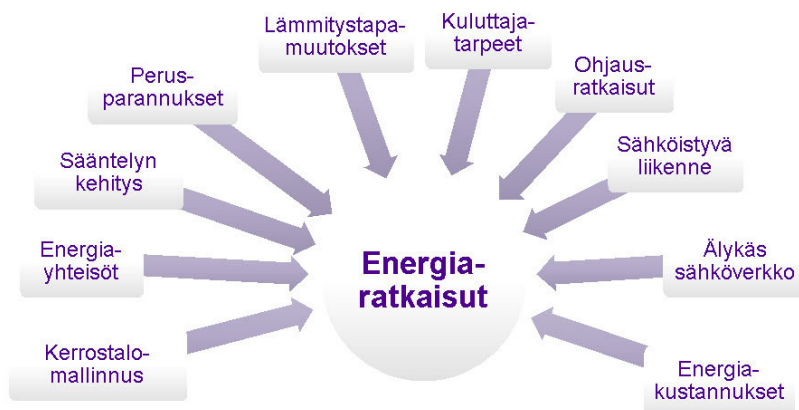 Lämmitystapa-
muutokset
Kuluttaja-
tarpeet
Perus-
parannukset
Ohjaus-
ratkaisut
Sääntelyn
kehitys
Sähköistyvä
liikenne
Energia-
yhteisöt
Energia-
ratkaisut
Älykäs
sähköverkko
Kerrostalo-
mallinnus
Energia-
kustannukset